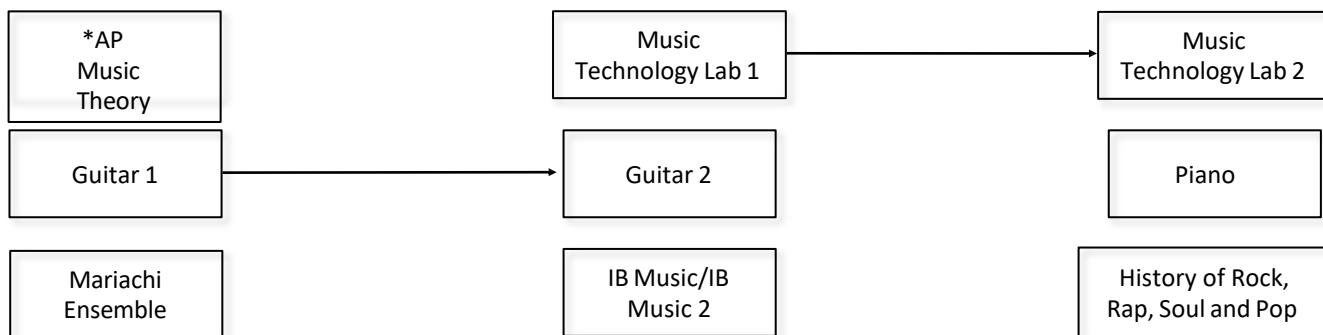 *AP
Music
Theory
Music
Technology Lab 1
Music
Technology Lab 2
Guitar 1
Guitar 2
Piano
Mariachi
Ensemble
IB Music/IB
Music 2
History of Rock,
Rap, Soul and Pop